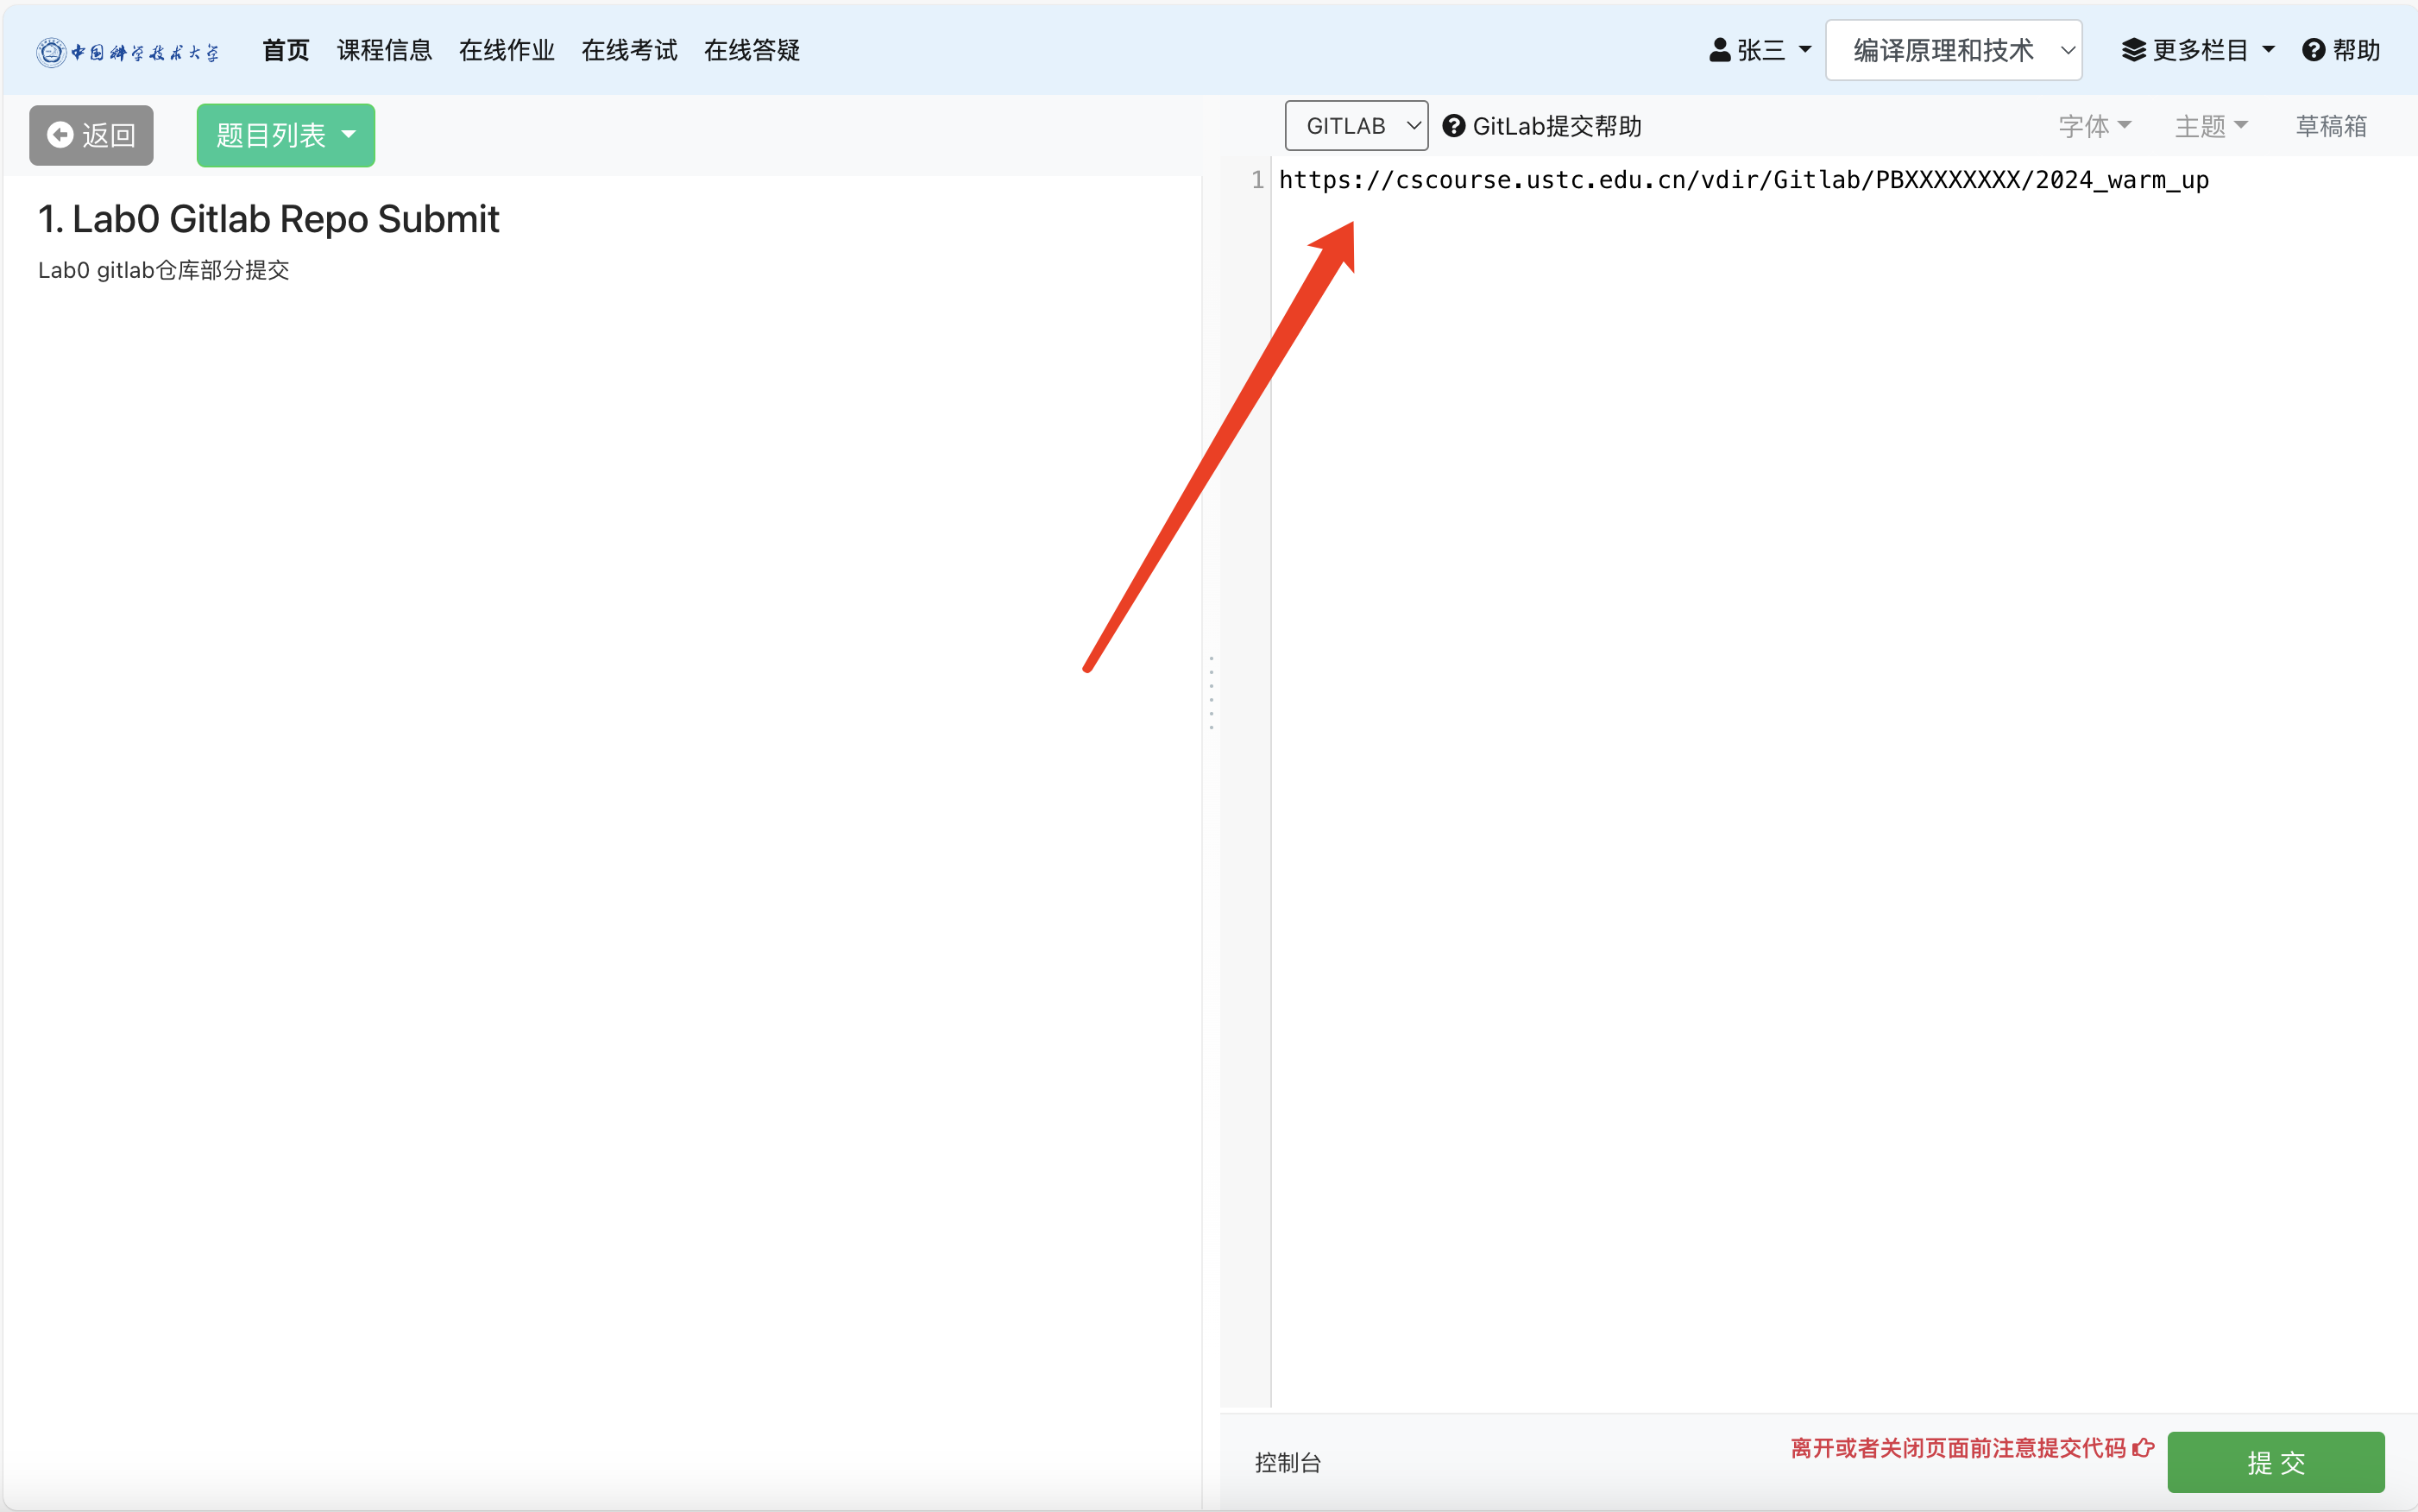 中国科学技术大学 首页 课程信息 在线作业 在线考试 在线答疑 张三 编译原理和技术 更多栏目 帮助
返回 题目列表
1. Lab0 Gitlab Repo Submit
Lab0 gitlab仓库部分提交
GITLAB GitLab提交帮助 字体 主题 草稿箱
1 https://cscourse.ustc.edu.cn/vdir/Gitlab/PBXXXXXXXX/2024_warm_up
控制台 离开或者关闭页面前注意提交代码 提 交